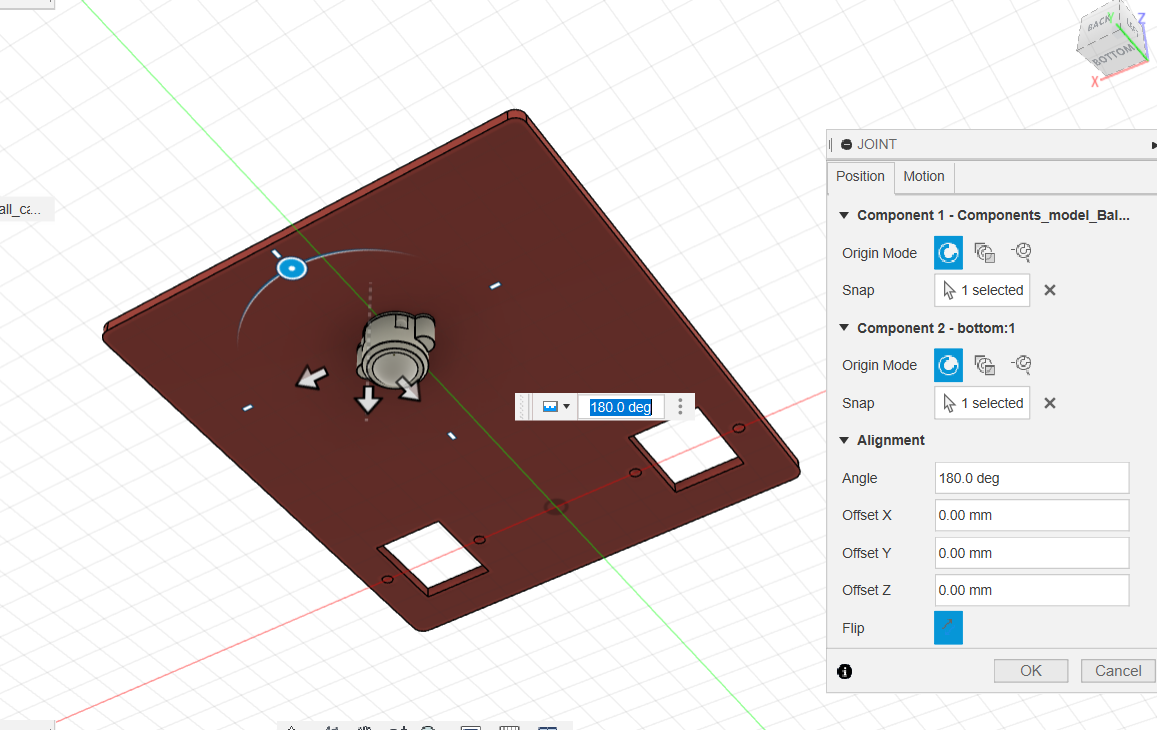 BACK
Z
Y
BOTTOM
X
JOINT
Position
Motion
all_ca...
Component 1 - Components_model_Bal...
Origin Mode
Snap
1 selected
Component 2 - bottom:1
Origin Mode
180.0 deg
Snap
1 selected
Alignment
Angle
180.0 deg
Offset X
0.00 mm
Offset Y
0.00 mm
Offset Z
0.00 mm
Flip
OK
Cancel